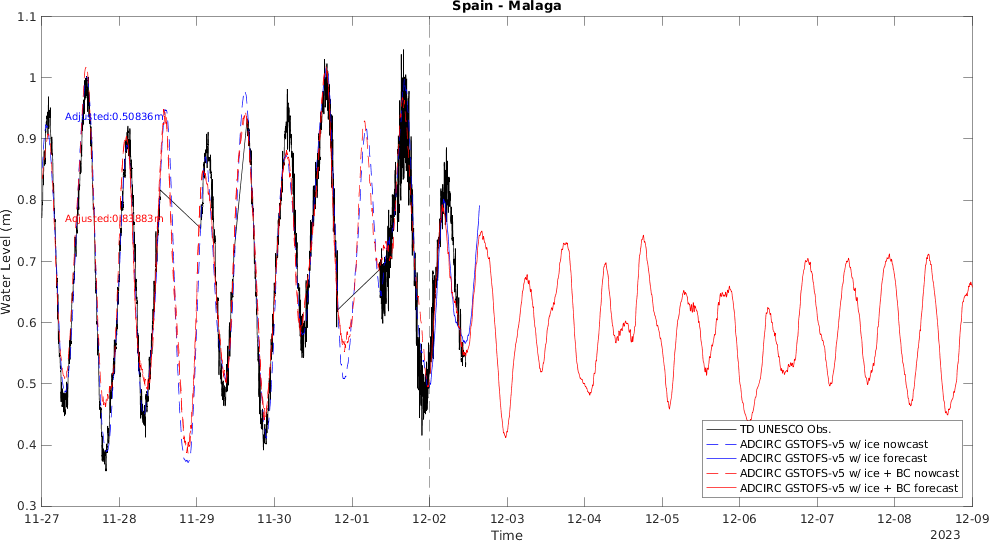 Spain - Malaga
1.1
1
0.9
0.8
0.7
0.6
0.5
0.4
0.3
Water Level (m)
Adjusted:0.50836m
Adjusted:0.83883m
TD UNESCO Obs.
ADCIRC GSTOFS-v5 w/ ice nowcast
ADCIRC GSTOFS-v5 w/ ice forecast
ADCIRC GSTOFS-v5 w/ ice + BC nowcast
ADCIRC GSTOFS-v5 w/ ice + BC forecast
11-27 11-28 11-29 11-30 12-01 12-02 12-03 12-04 12-05 12-06 12-07 12-08 12-09
Time
2023